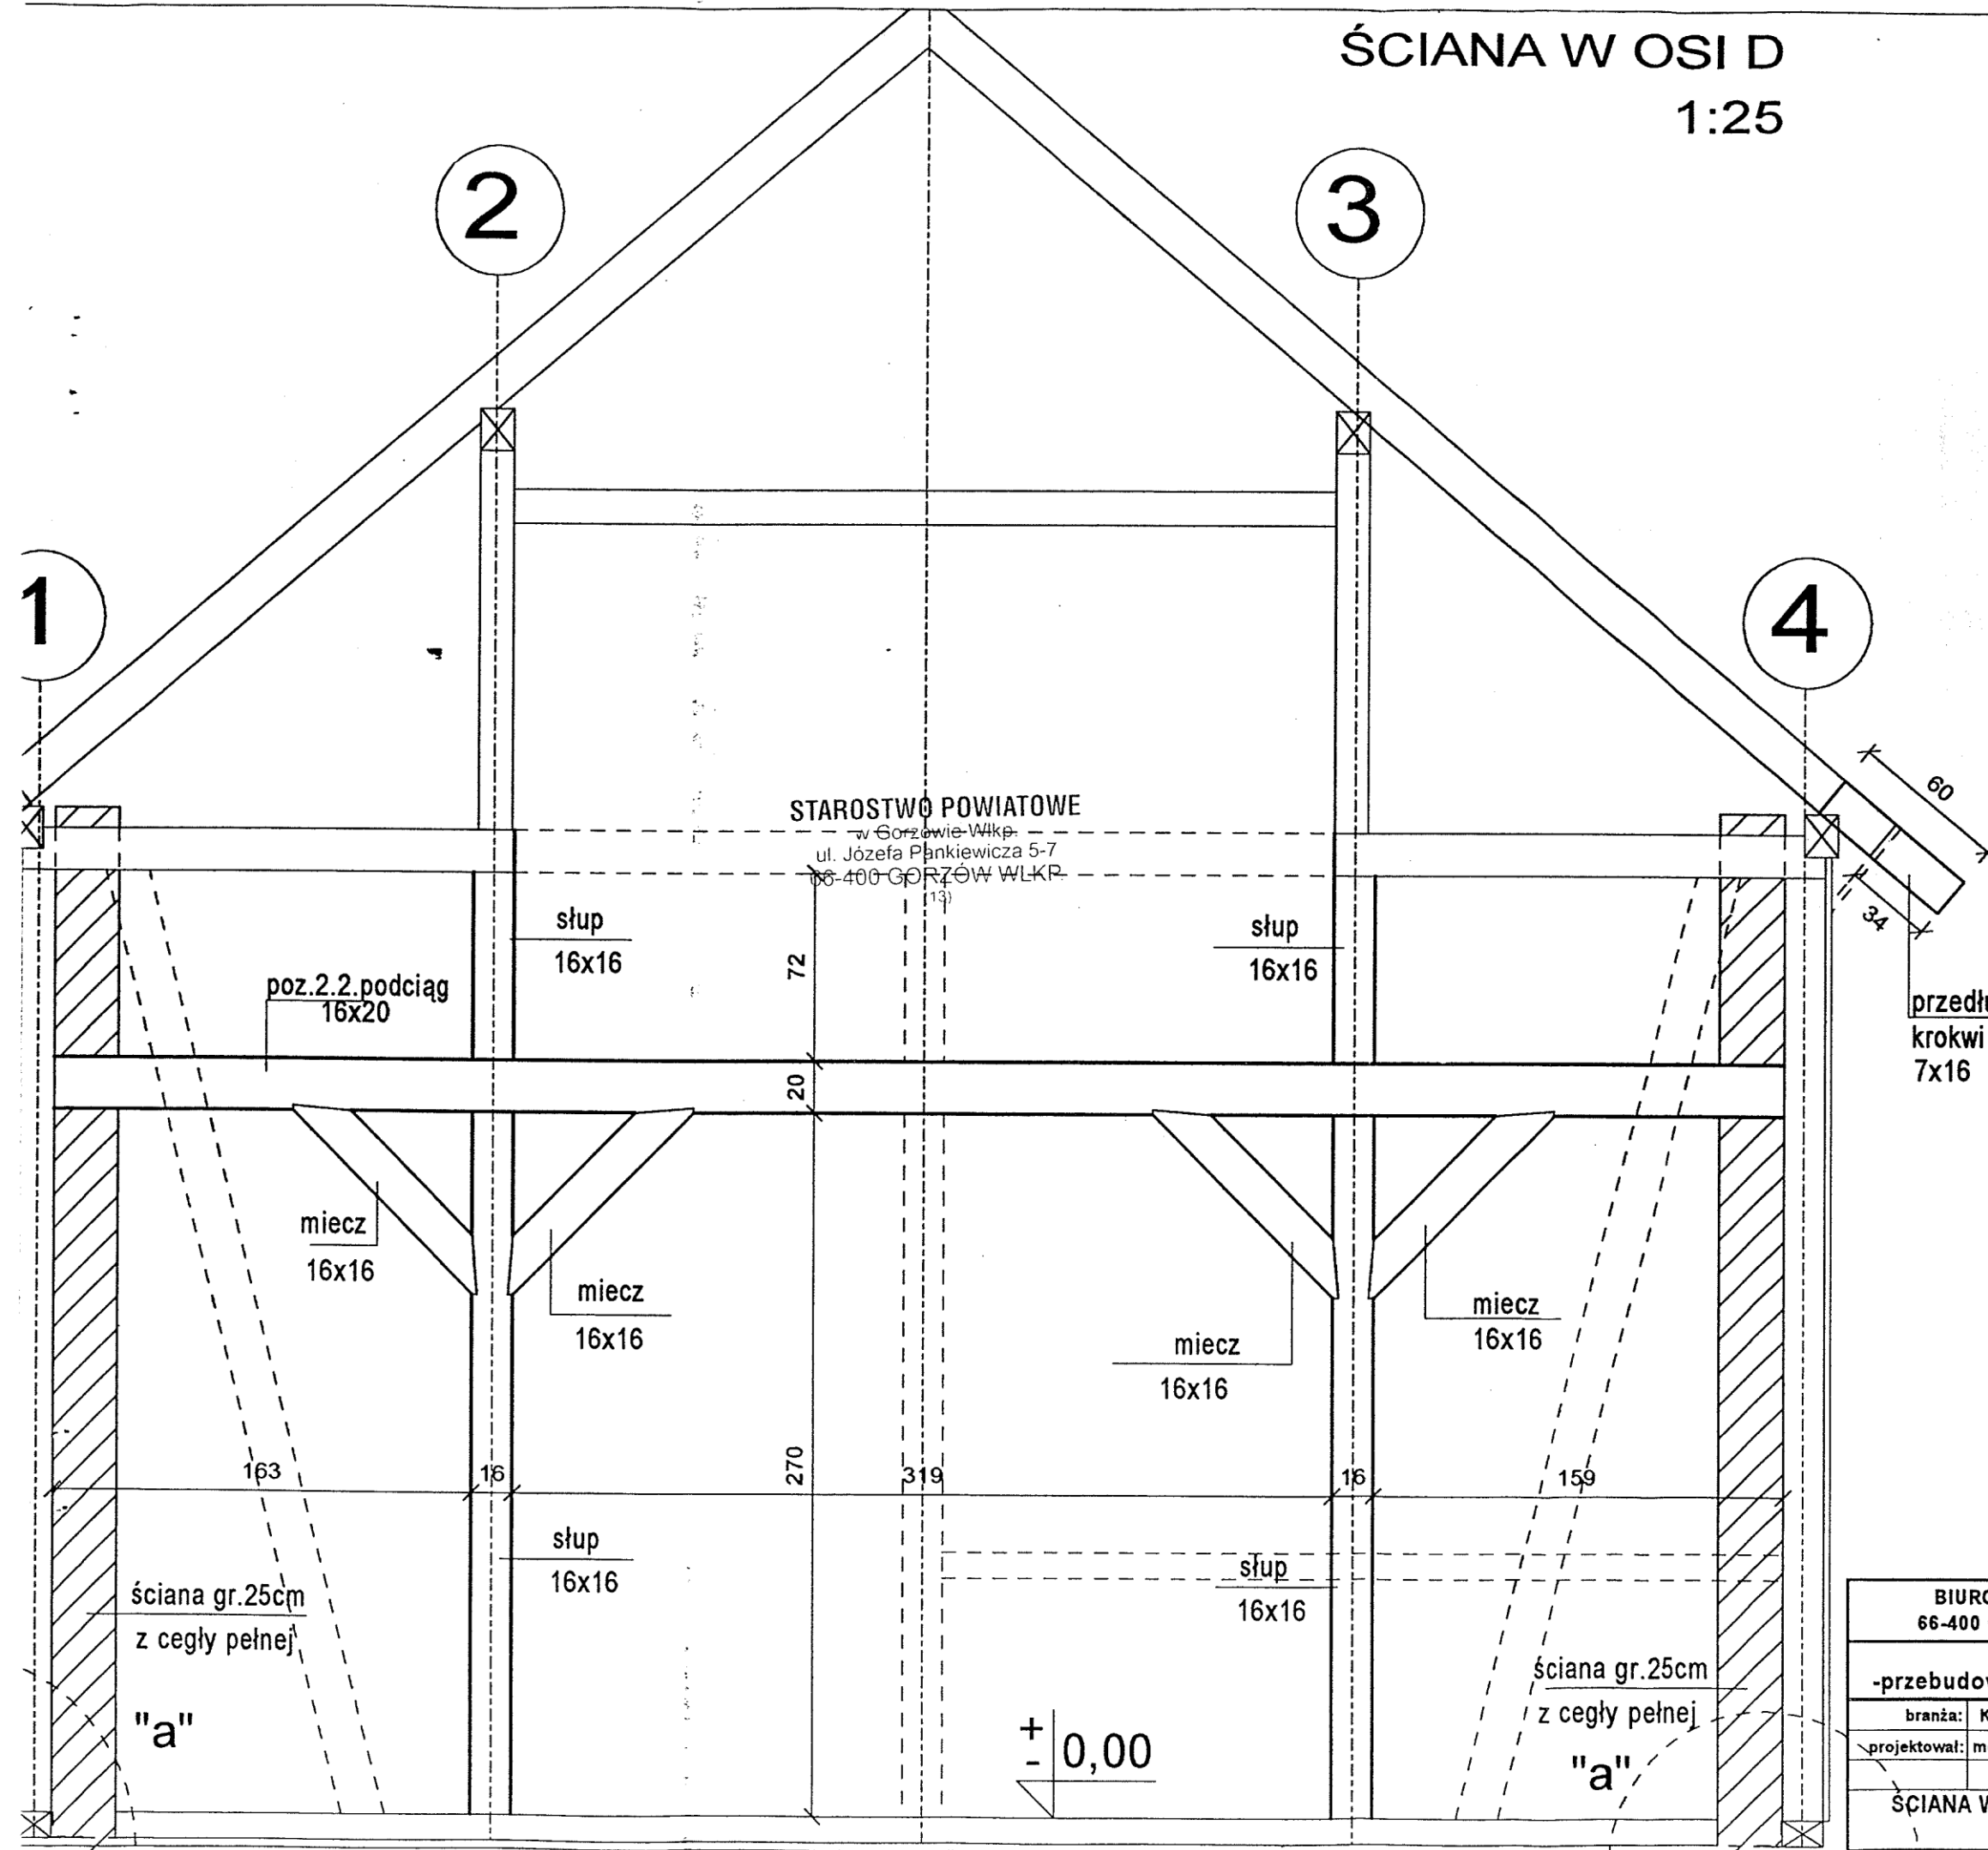 ŚCIANA W OSI D
1:25
2
3
1
4
60
34
STAROSTWO POWIATOWE
w Gorzowie Wlkp.
ul. Józefa Pankiewicza 5-7
66-400 GORZÓW WLKP.
(13)
słup
16x16
słup
16x16
72
poz.2.2.podciąg
16x20
przedłu
krokwi
7x16
20
miecz
16x16
miecz
16x16
miecz
16x16
miecz
16x16
270
163
16
319
16
159
słup
16x16
słup
16x16
ściana gr.25cm
z cegły pełnej
"a"
ściana gr.25cm
z cegły pełnej
"a"
+
- 0,00
BIURO
66-400
-przebudow
branża: K
projektował: m
ŚCIANA W